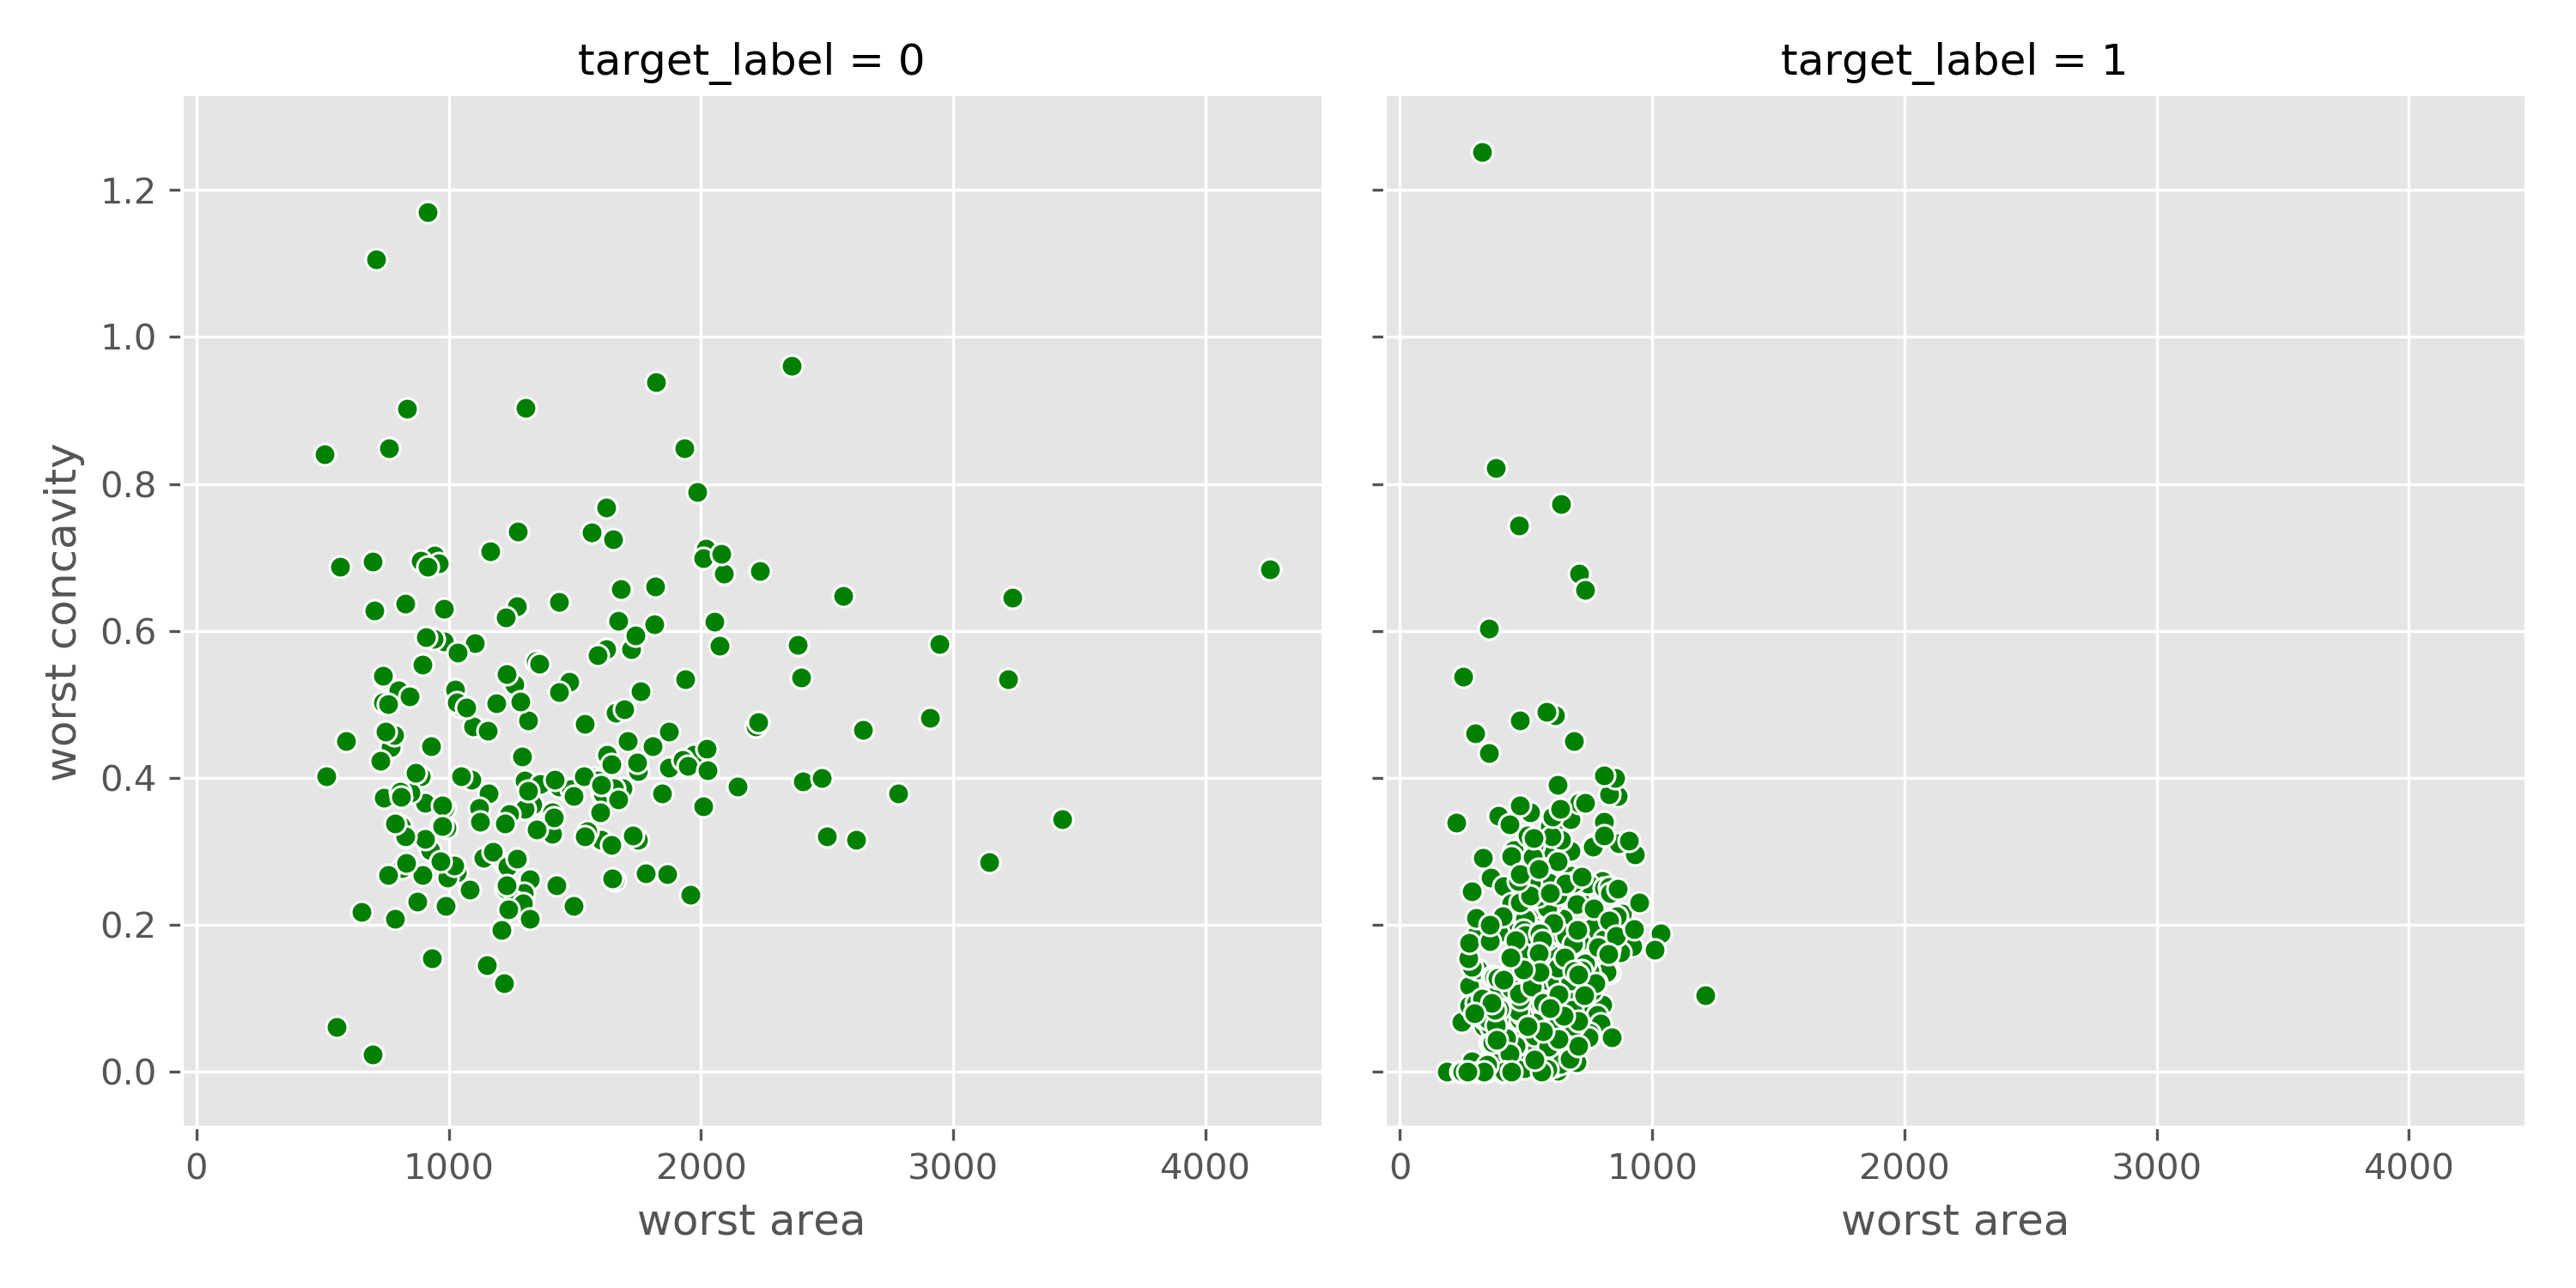 target_label = 0
target_label = 1
worst concavity
1.2
1.0
0.8
0.6
0.4
0.2
0.0
0 1000 2000 3000 4000
0 1000 2000 3000 4000
worst area
worst area